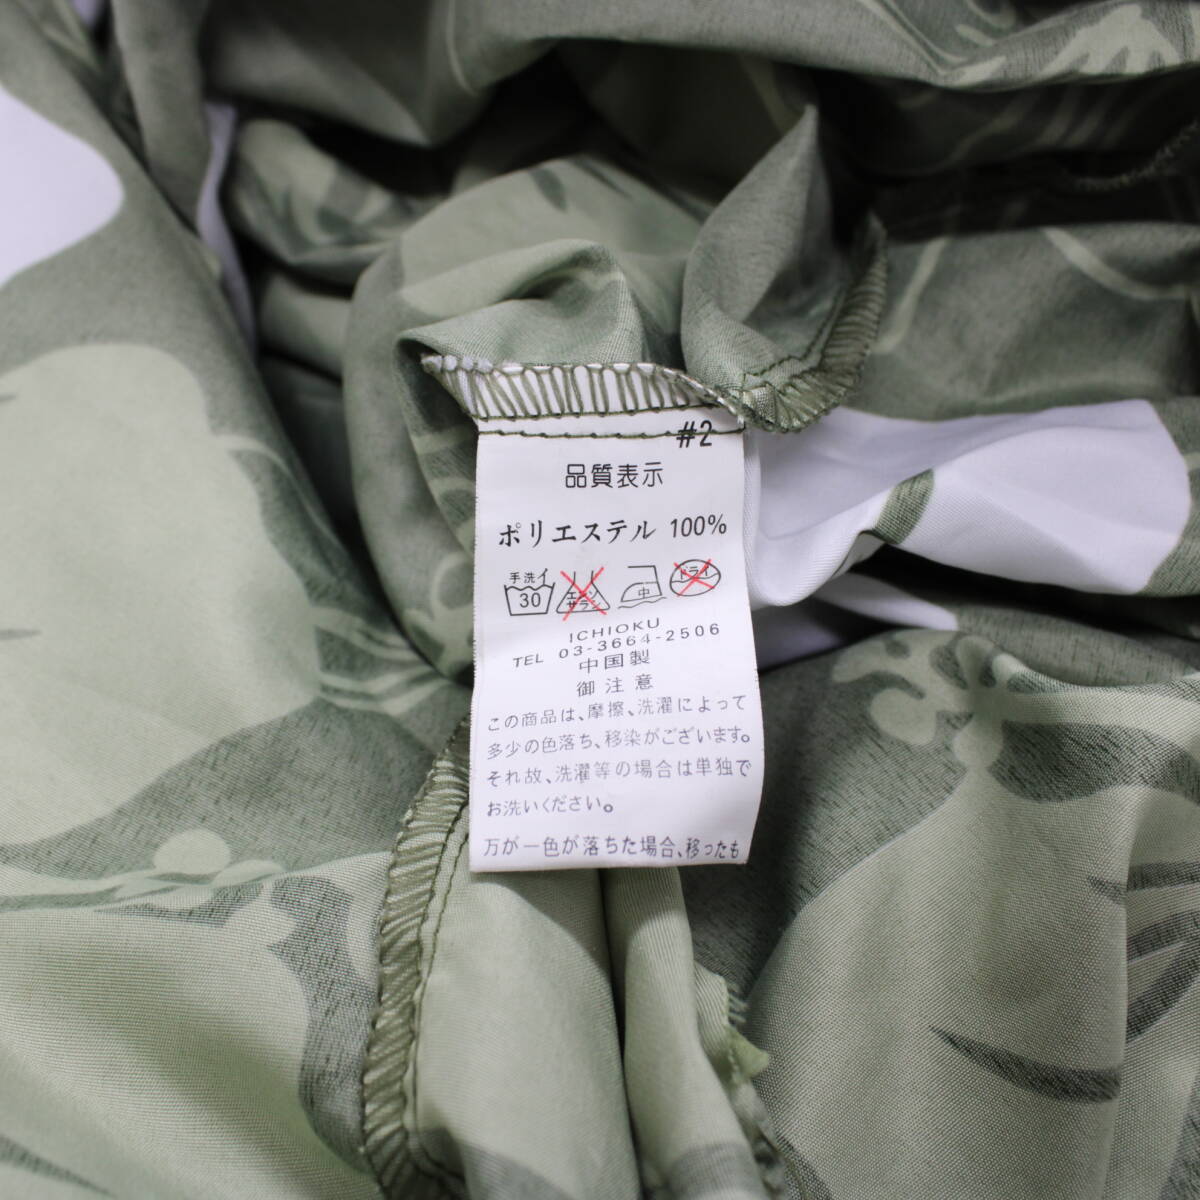 #2
品質表示
ポリエステル 100%
手洗イ 30 エンソサラシ 中 ドライ
ICHIOKU
TEL 03-3664-2506
中国製
御注意
この商品は、摩擦、洗濯によって
多少の色落ち、移染がございます。
それ故、洗濯等の場合は単独で
お洗いください。
万が一色が落ちた場合、移ったも